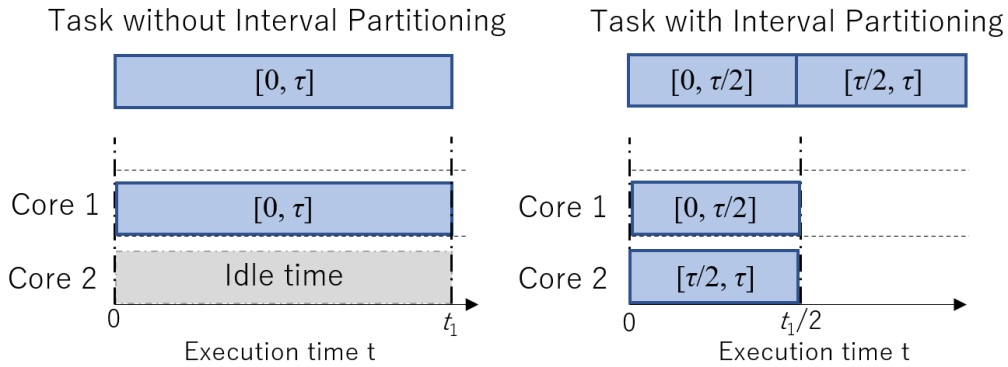 Task without Interval Partitioning
[0, τ]
Core 1
[0, τ]
Core 2
Idle time
0
t₁
Execution time t
Task with Interval Partitioning
[0, τ/2]
[τ/2, τ]
Core 1
[0, τ/2]
Core 2
[τ/2, τ]
0
t₁/2
Execution time t